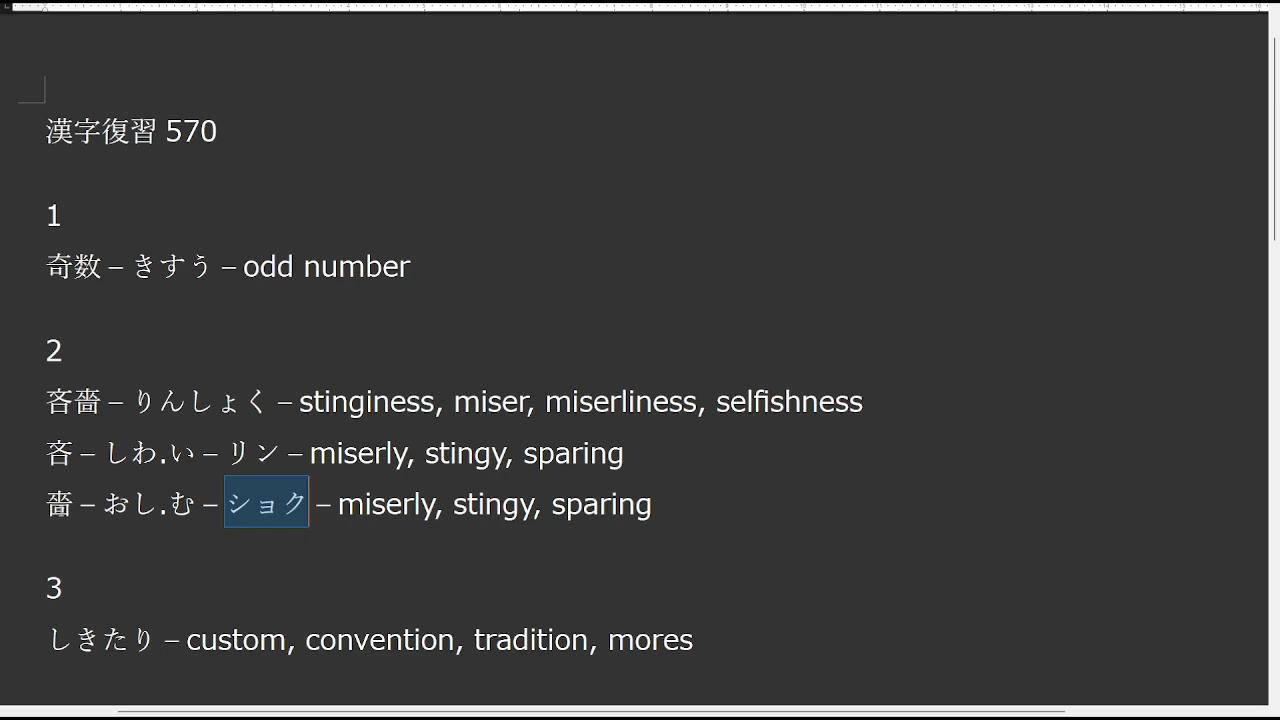 漢字復習 570
1
奇数 – きすう – odd number
2
吝嗇 – りんしょく – stinginess, miser, miserliness, selfishness
吝 – しわ.い – リン – miserly, stingy, sparing
嗇 – おし.む – ショク – miserly, stingy, sparing
3
しきたり – custom, convention, tradition, mores